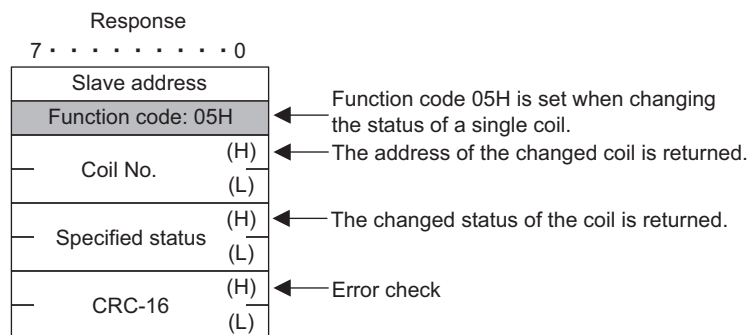 Response
7 · · · · · · · · · 0
Slave address
Function code: 05H
Function code 05H is set when changing
the status of a single coil.
Coil No.
(H)
(L)
The address of the changed coil is returned.
Specified status
(H)
(L)
The changed status of the coil is returned.
CRC-16
(H)
(L)
Error check